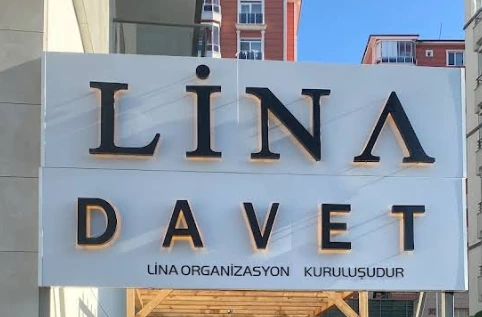 LİNA
DAVET
LİNA ORGANİZASYON KURULUŞUDUR